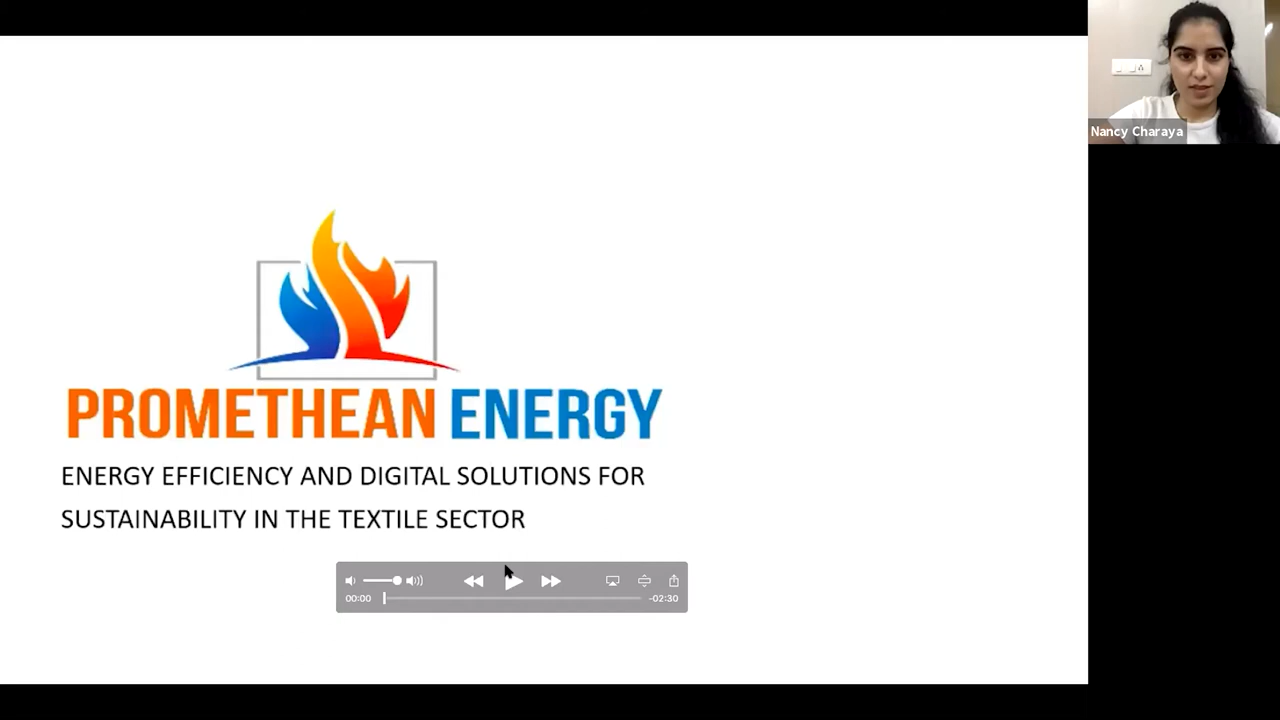 Nancy Charaya
PROMETHEAN ENERGY
ENERGY EFFICIENCY AND DIGITAL SOLUTIONS FOR
SUSTAINABILITY IN THE TEXTILE SECTOR
00:00
-02:30